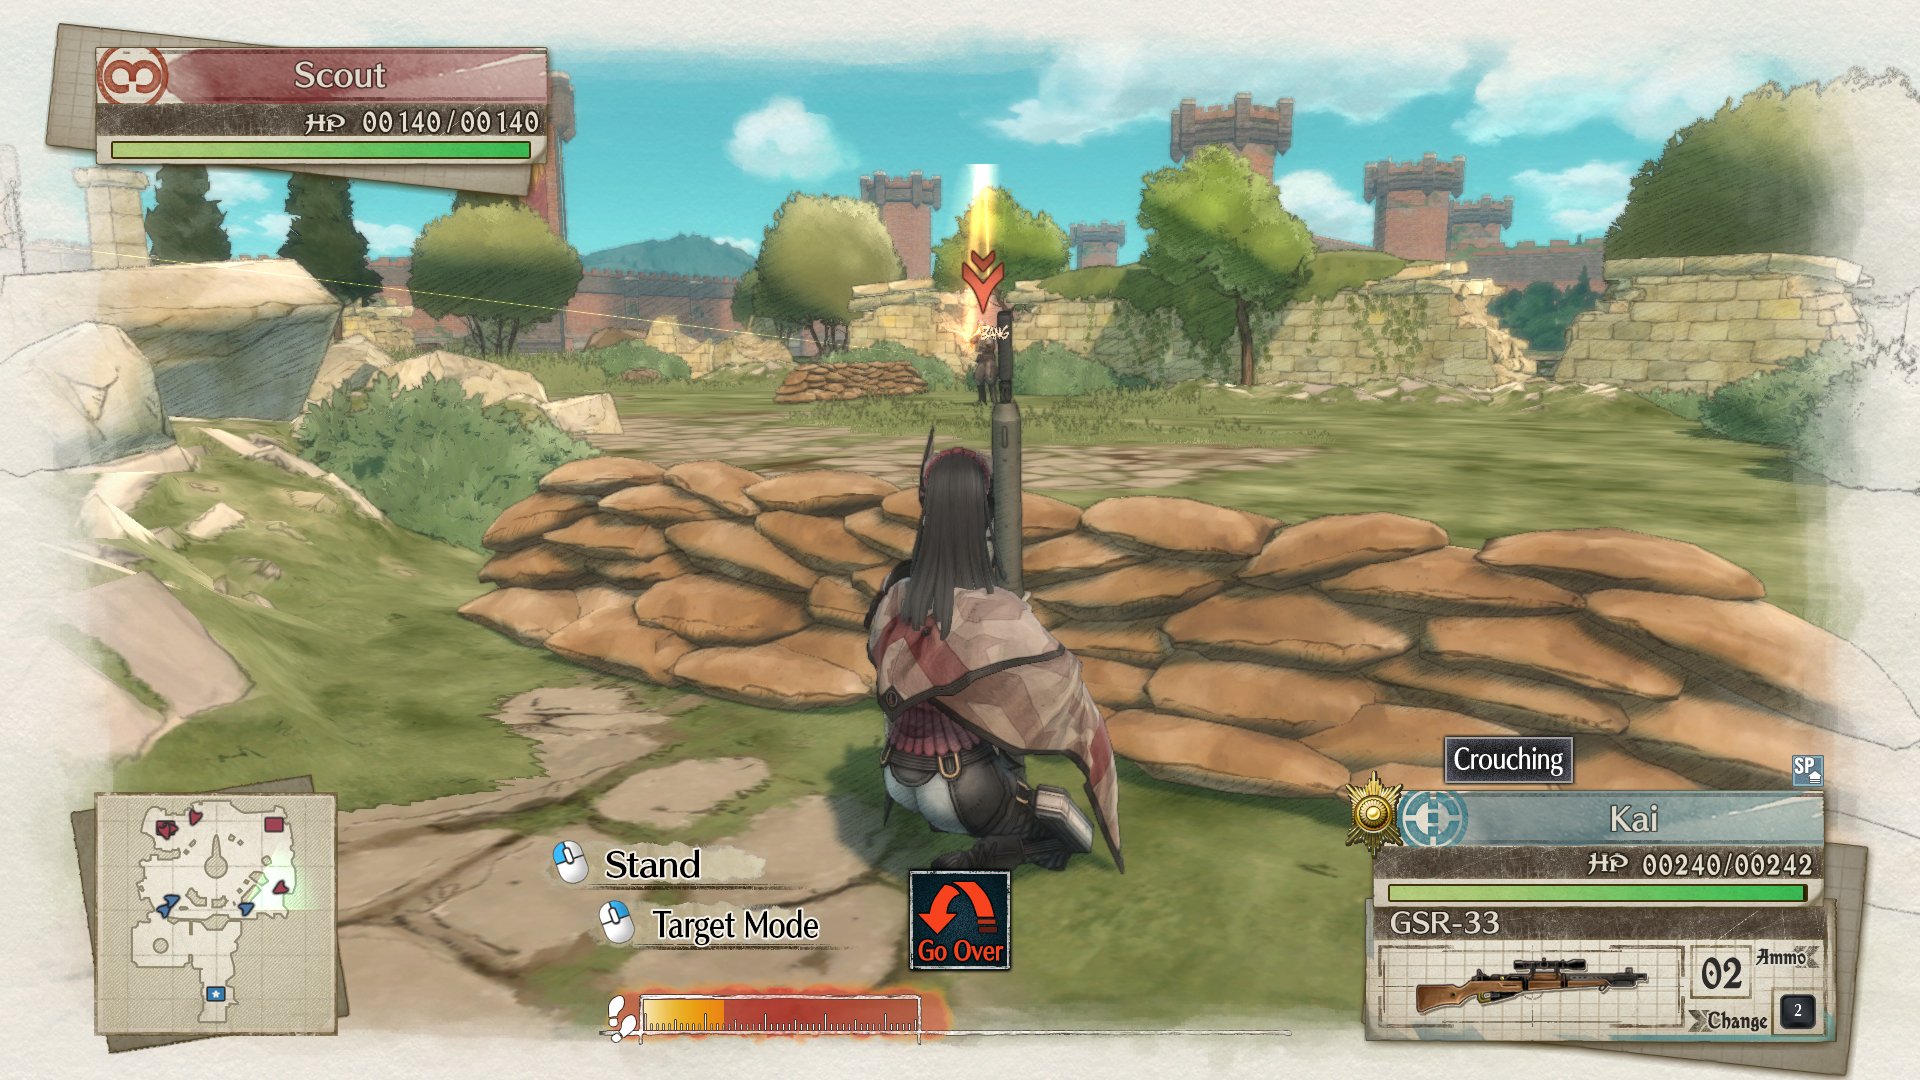 Scout
HP 00140/00140
BANG
Crouching
SP
Kai
HP 00240/00242
GSR-33
02
Ammo
Change
2
Stand
Target Mode
Go Over